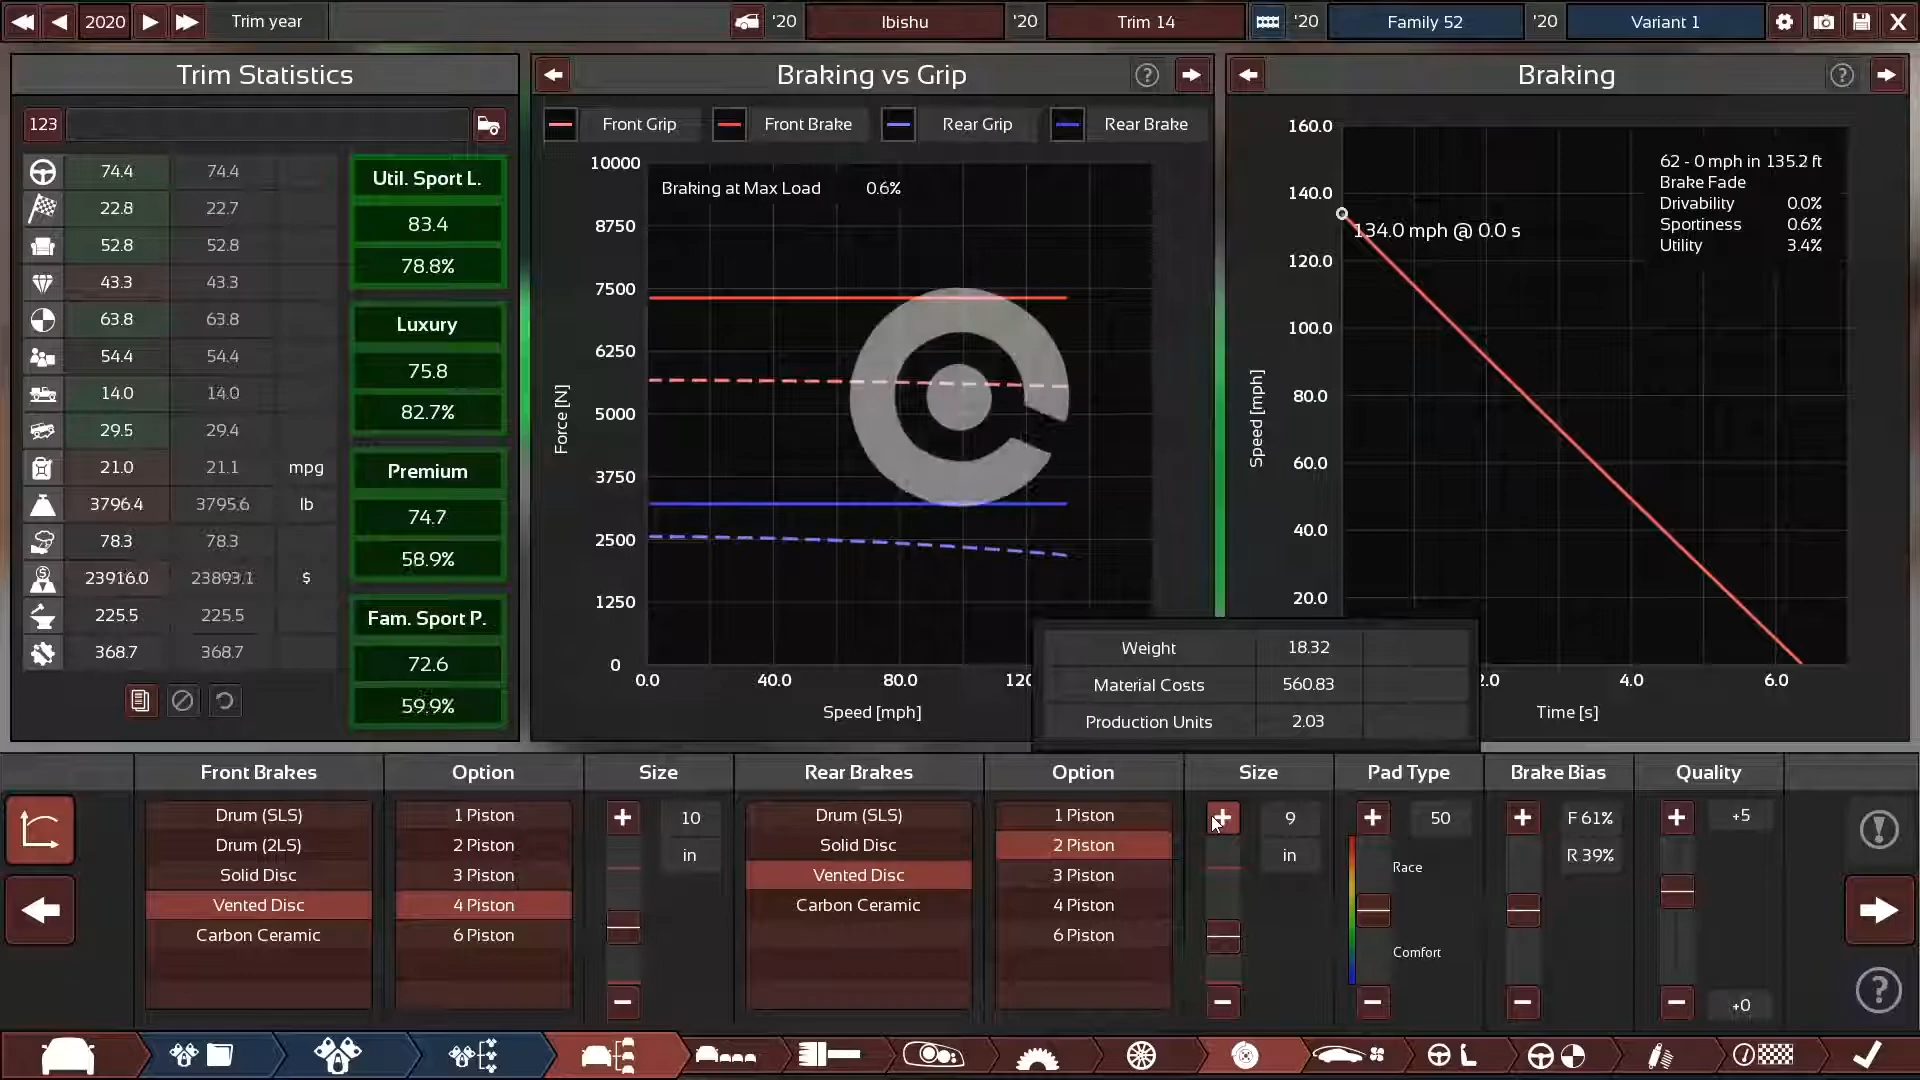 2020 Trim year '20 Ibishu '20 Trim 14 '20 Family 52 '20 Variant 1
Trim Statistics
123
74.4 74.4
22.8 22.7
52.8 52.8
43.3 43.3
63.8 63.8
54.4 54.4
14.0 14.0
29.5 29.4
21.0 21.1 mpg
3796.4 3795.6 lb
78.3 78.3
23916.0 23893.1 $
225.5 225.5
368.7 368.7
Util. Sport L.
83.4
78.8%
Luxury
75.8
82.7%
Premium
74.7
58.9%
Fam. Sport P.
72.6
59.9%
Braking vs Grip ?
Front Grip Front Brake Rear Grip Rear Brake
Braking at Max Load 0.6%
10000
8750
7500
6250
5000
3750
2500
1250
0
Force [N]
0.0 40.0 80.0 120
Speed [mph]
Braking ?
160.0
140.0
120.0
100.0
80.0
60.0
40.0
20.0
Speed [mph]
134.0 mph @ 0.0 s
62 - 0 mph in 135.2 ft
Brake Fade
Drivability 0.0%
Sportiness 0.6%
Utility 3.4%
2.0 4.0 6.0
Time [s]
Weight 18.32
Material Costs 560.83
Production Units 2.03
Front Brakes
Drum (SLS)
Drum (2LS)
Solid Disc
Vented Disc
Carbon Ceramic
Option
1 Piston
2 Piston
3 Piston
4 Piston
6 Piston
Size
10
in
Rear Brakes
Drum (SLS)
Solid Disc
Vented Disc
Carbon Ceramic
Option
1 Piston
2 Piston
3 Piston
4 Piston
6 Piston
Size
9
in
Pad Type
50
Race
Comfort
Brake Bias
F 61%
R 39%
Quality
+5
+0
?